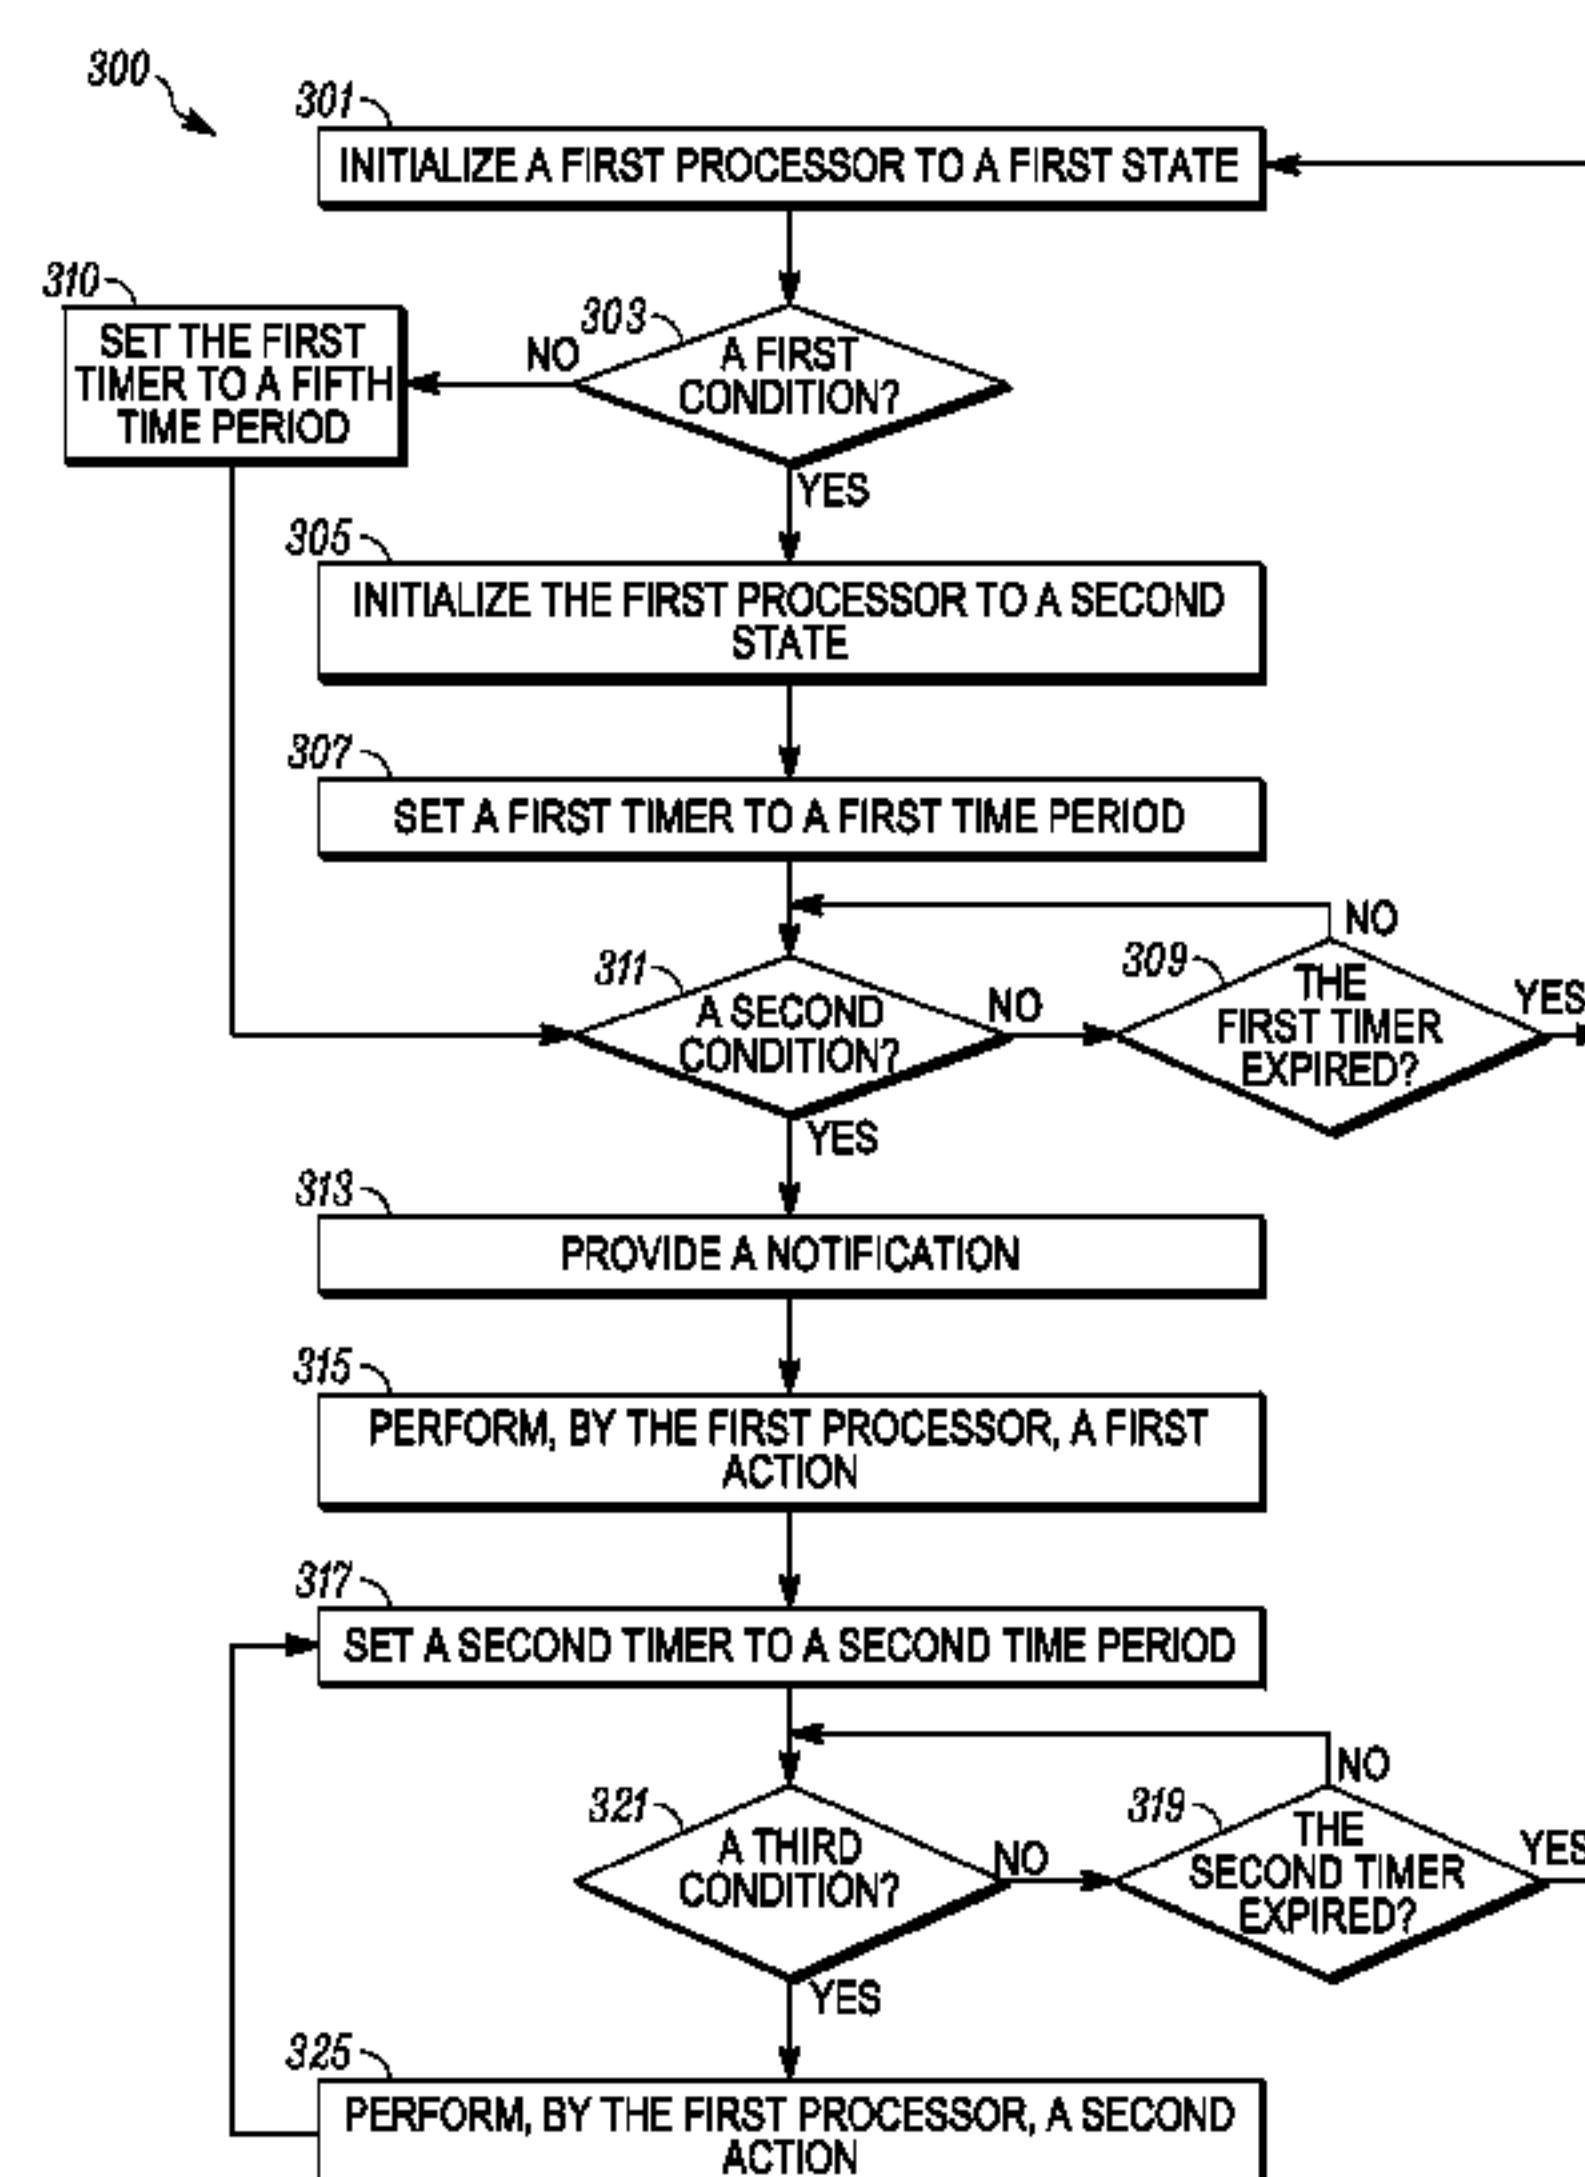 300
301
INITIALIZE A FIRST PROCESSOR TO A FIRST STATE
310
SET THE FIRST
TIMER TO A FIFTH
TIME PERIOD
NO
303
A FIRST
CONDITION?
YES
305
INITIALIZE THE FIRST PROCESSOR TO A SECOND
STATE
307
SET A FIRST TIMER TO A FIRST TIME PERIOD
311
A SECOND
CONDITION?
NO
309
THE
FIRST TIMER
EXPIRED?
NO
YES
YES
313
PROVIDE A NOTIFICATION
315
PERFORM, BY THE FIRST PROCESSOR, A FIRST
ACTION
317
SET A SECOND TIMER TO A SECOND TIME PERIOD
321
A THIRD
CONDITION?
NO
319
THE
SECOND TIMER
EXPIRED?
NO
YES
YES
325
PERFORM, BY THE FIRST PROCESSOR, A SECOND
ACTION